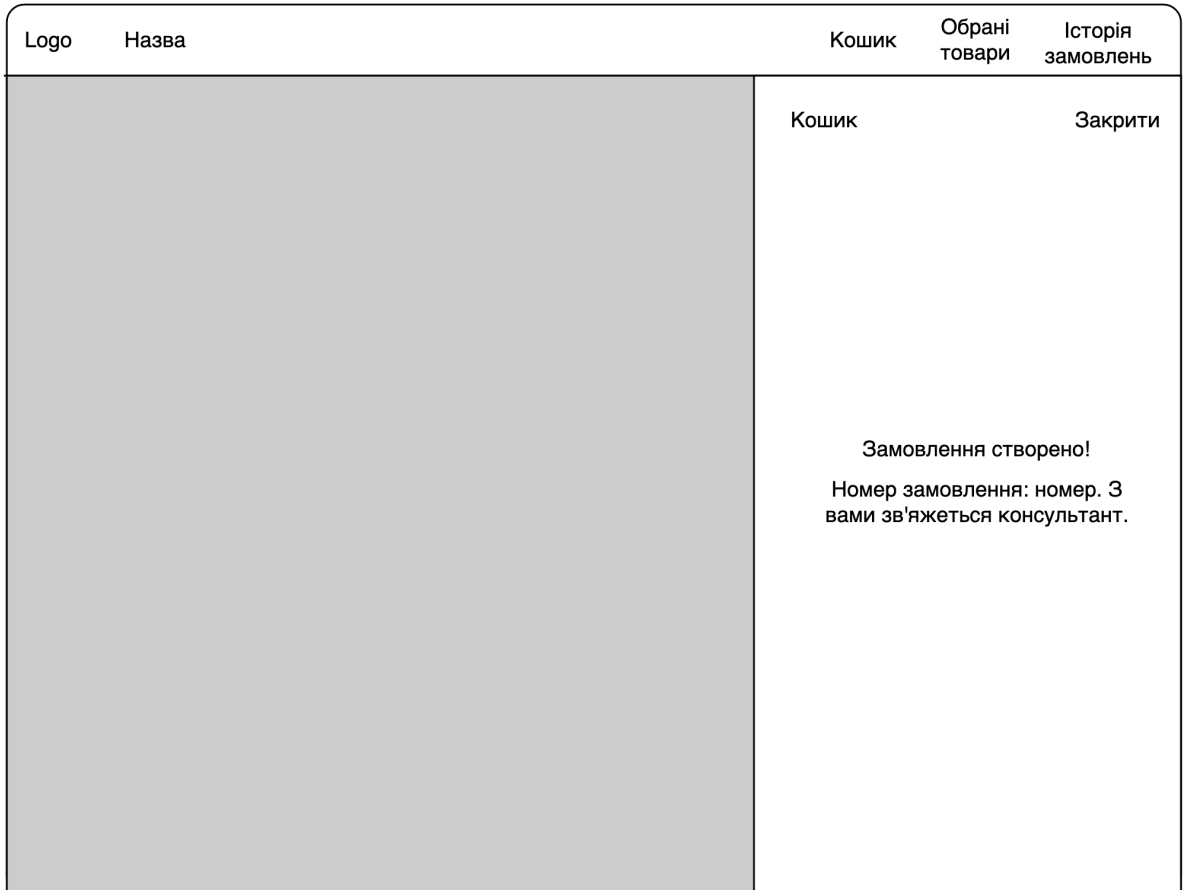 Logo
Назва
Кошик
Обрані
товари
Історія
замовлень
Кошик
Закрити
Замовлення створено!
Номер замовлення: номер. З
вами зв'яжеться консультант.